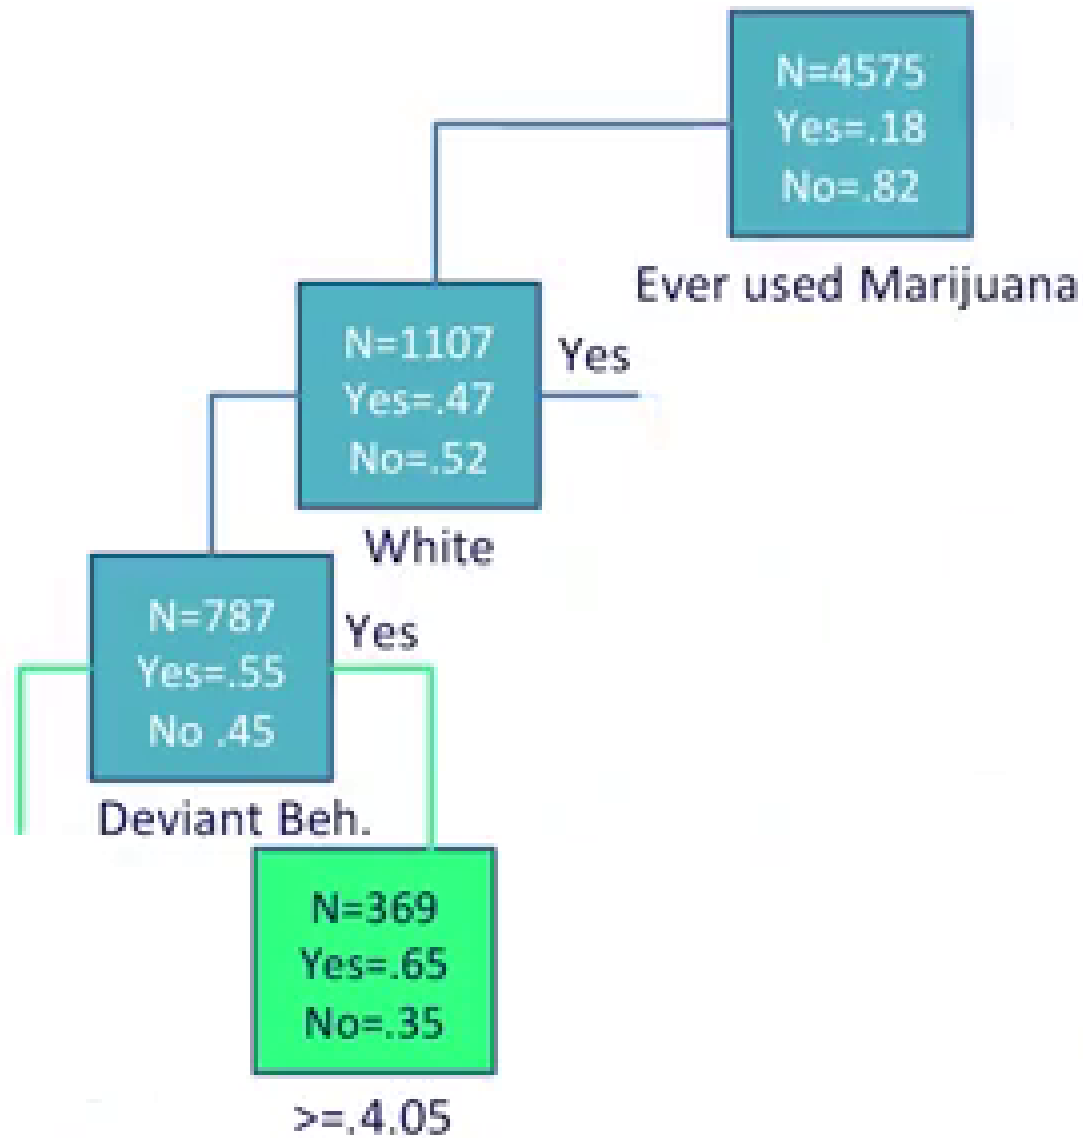 N=4575
Yes=.18
No=.82
Ever used Marijuana
N=1107
Yes=.47
No=.52
Yes
White
N=787
Yes=.55
No .45
Yes
Deviant Beh.
N=369
Yes=.65
No=.35
>=.4.05